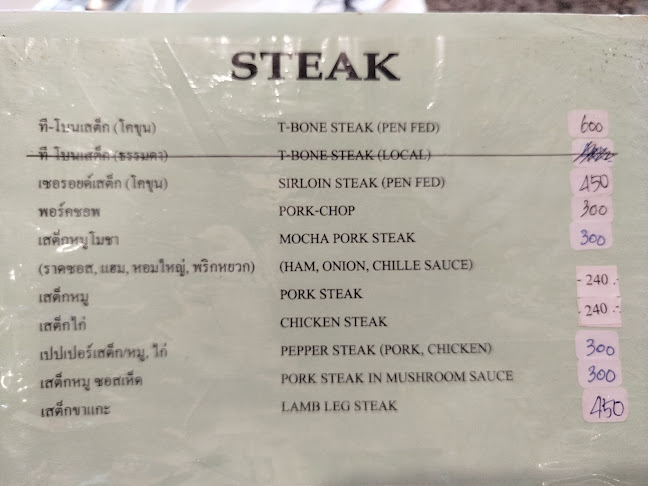 STEAK
ที-โบนเสต็ก (โคขุน) T-BONE STEAK (PEN FED) 600
ที-โบนเสต็ก (ธรรมดา) T-BONE STEAK (LOCAL)
เซอรอยด์เสต็ก (โคขุน) SIRLOIN STEAK (PEN FED) 450
พอร์คชอพ PORK-CHOP 300
เสต็กหมูโมชา MOCHA PORK STEAK 300
(ราดซอส, แฮม, หอมใหญ่, พริกหยวก) (HAM, ONION, CHILLE SAUCE)
เสต็กหมู PORK STEAK - 240 .-
เสต็กไก่ CHICKEN STEAK - 240 .-
เปปเปอร์เสต็ก/หมู, ไก่ PEPPER STEAK (PORK, CHICKEN) 300
เสต็กหมู ซอสเห็ด PORK STEAK IN MUSHROOM SAUCE 300
เสต็กขาแกะ LAMB LEG STEAK 450